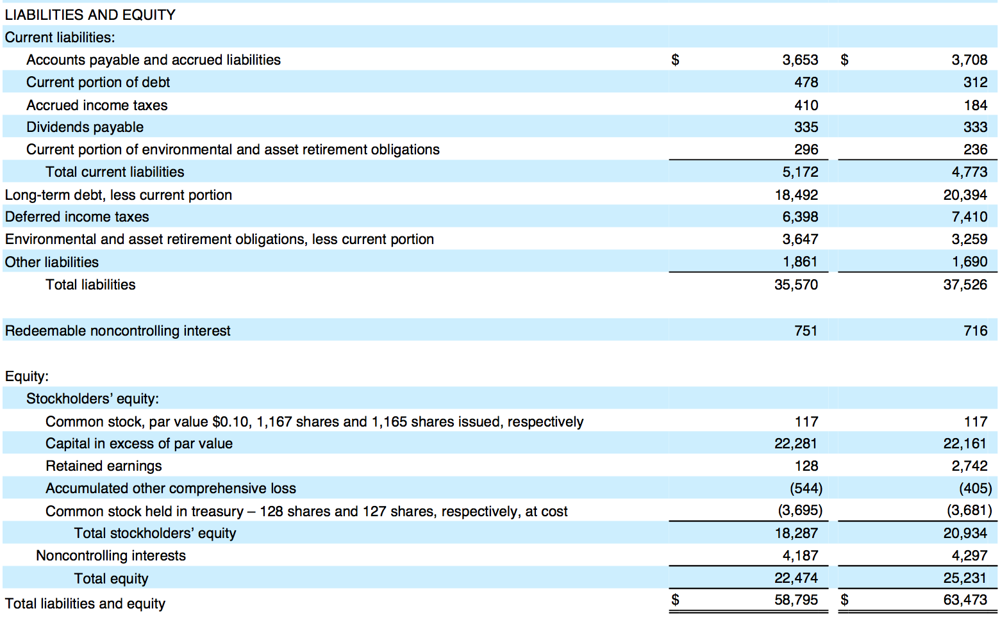 LIABILITIES AND EQUITY
Current liabilities:
Accounts payable and accrued liabilities $ 3,653 $ 3,708
Current portion of debt 478 312
Accrued income taxes 410 184
Dividends payable 335 333
Current portion of environmental and asset retirement obligations 296 236
Total current liabilities 5,172 4,773
Long-term debt, less current portion 18,492 20,394
Deferred income taxes 6,398 7,410
Environmental and asset retirement obligations, less current portion 3,647 3,259
Other liabilities 1,861 1,690
Total liabilities 35,570 37,526
Redeemable noncontrolling interest 751 716
Equity:
Stockholders’ equity:
Common stock, par value $0.10, 1,167 shares and 1,165 shares issued, respectively 117 117
Capital in excess of par value 22,281 22,161
Retained earnings 128 2,742
Accumulated other comprehensive loss (544) (405)
Common stock held in treasury – 128 shares and 127 shares, respectively, at cost (3,695) (3,681)
Total stockholders’ equity 18,287 20,934
Noncontrolling interests 4,187 4,297
Total equity 22,474 25,231
Total liabilities and equity $ 58,795 $ 63,473